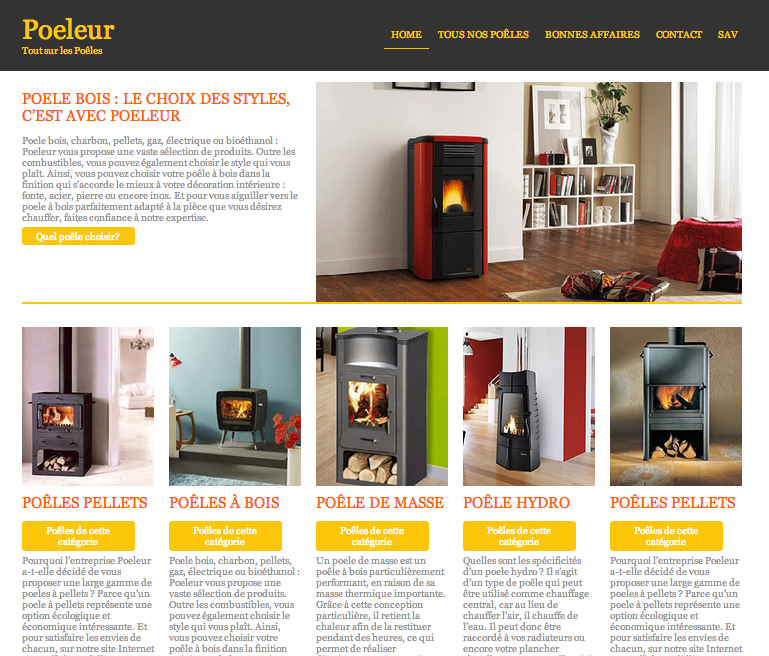 Poeleur
Tout sur les Poêles
HOME TOUS NOS POÊLES BONNES AFFAIRES CONTACT SAV
POELE BOIS : LE CHOIX DES STYLES,
C'EST AVEC POELEUR
Poele bois, charbon, pellets, gaz, électrique ou bioéthanol :
Poeleur vous propose une vaste sélection de produits. Outre les
combustibles, vous pouvez également choisir le style qui vous
plaît. Ainsi, vous pouvez choisir votre poêle à bois dans la
finition qui s'accorde le mieux à votre décoration intérieure :
fonte, acier, pierre ou encore inox. Et pour vous aiguiller vers le
poele à bois parfaitement adapté à la pièce que vous désirez
chauffer, faites confiance à notre expertise.
Quel poêle choisir?
POÊLES PELLETS
Poêles de cette
catégorie
Pourquoi l'entreprise Poeleur
a-t-elle décidé de vous
proposer une large gamme de
poeles à pellets ? Parce qu'un
poele à pellets représente une
option écologique et
économique intéressante. Et
pour satisfaire les envies de
chacun, sur notre site Internet
POÊLES À BOIS
Poêles de cette
catégorie
Poele bois, charbon, pellets,
gaz, électrique ou bioéthanol :
Poeleur vous propose une
vaste sélection de produits.
Outre les combustibles, vous
pouvez également choisir le
style qui vous plaît. Ainsi,
vous pouvez choisir votre
poêle à bois dans la finition
POÊLE DE MASSE
Poêles de cette
catégorie
Un poele de masse est un
poêle à bois particulièrement
performant, en raison de sa
masse thermique importante.
Grâce à cette conception
particulière, il retient la
chaleur afin de la restituer
pendant des heures, ce qui
permet de réaliser
POÊLE HYDRO
Poêles de cette
catégorie
Quelles sont les spécificités
d'un poele hydro ? Il s'agit
d'un type de poêle qui peut
être utilisé comme chauffage
central, car au lieu de
chauffer l'air, il chauffe de
l'eau. Il peut donc être
raccordé à vos radiateurs ou
encore votre plancher
POÊLES PELLETS
Poêles de cette
catégorie
Pourquoi l'entreprise Poeleur
a-t-elle décidé de vous
proposer une large gamme de
poeles à pellets ? Parce qu'un
poele à pellets représente une
option écologique et
économique intéressante. Et
pour satisfaire les envies de
chacun, sur notre site Internet